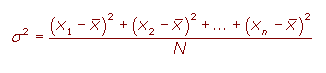 σ² = (x₁ − x̄)² + (x₂ − x̄)² + ... + (xₙ − x̄)² / N